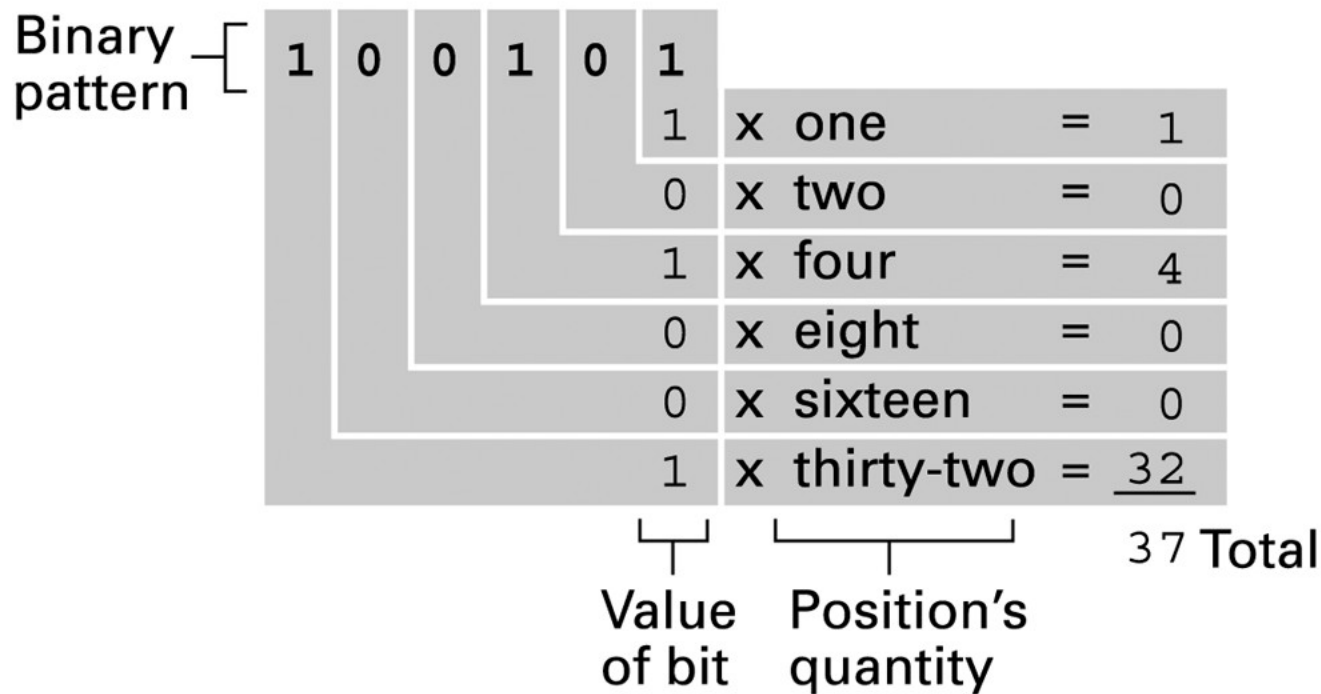 Binary
pattern
1 0 0 1 0 1
1 x one = 1
0 x two = 0
1 x four = 4
0 x eight = 0
0 x sixteen = 0
1 x thirty-two = 32
37 Total
Value
of bit
Position's
quantity